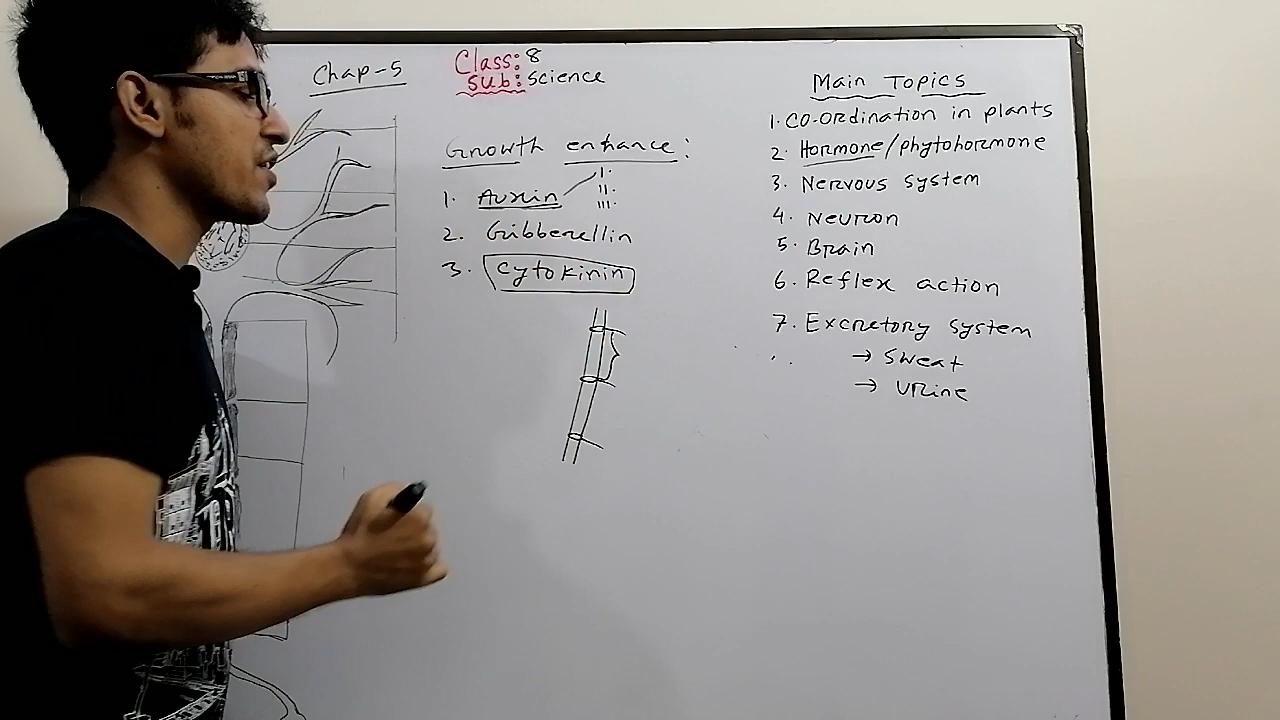 Chap-5
Class: 8
Sub: Science
Growth enhance:
1. Auxin
I.
II.
III.
2. Gibberellin
3. Cytokinin
Main Topics
1. CO-Ordination in plants
2. Hormone/phytohormone
3. Nervous system
4. Neuron
5. Brain
6. Reflex action
7. Excretory system
→ Sweat
→ Urine